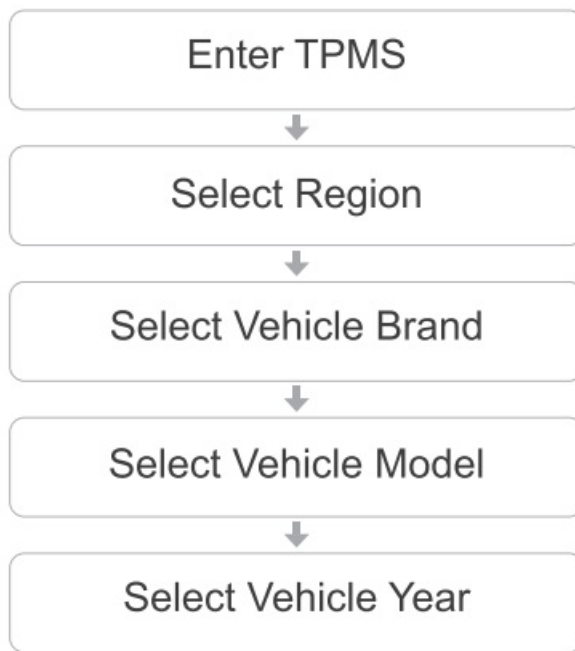 Enter TPMS
Select Region
Select Vehicle Brand
Select Vehicle Model
Select Vehicle Year